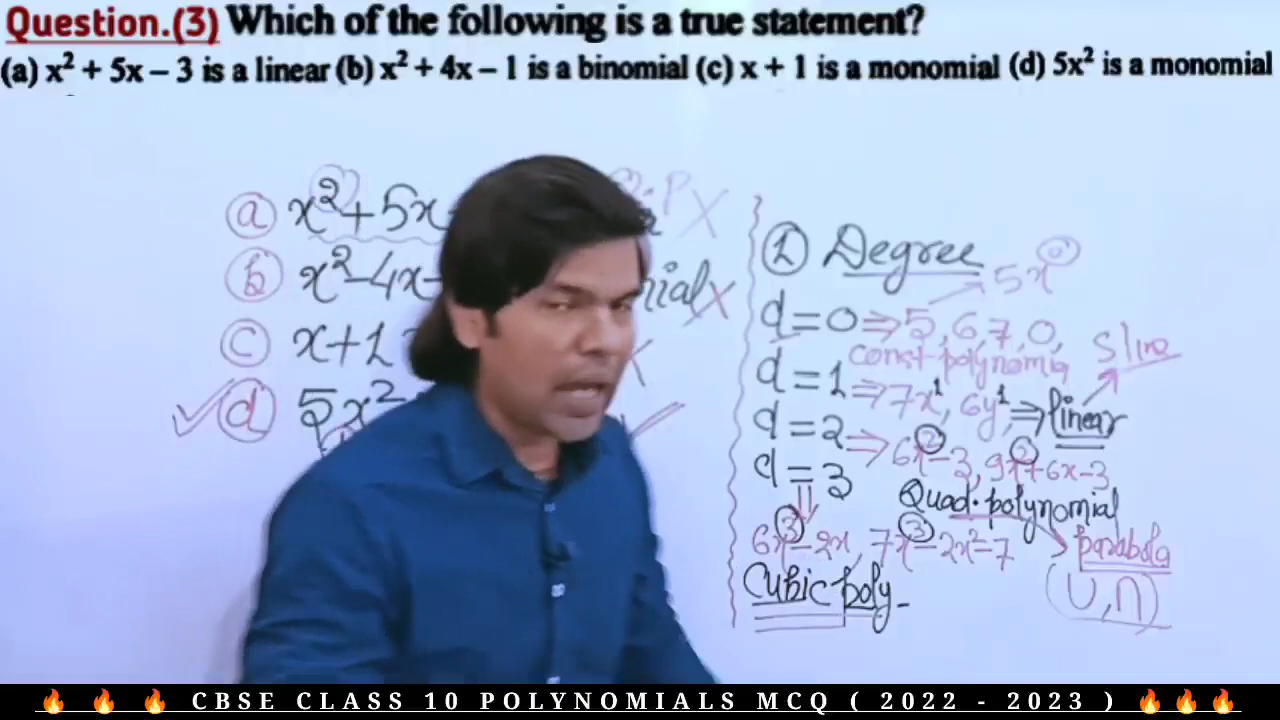 Question.(3) Which of the following is a true statement?
(a) x² + 5x – 3 is a linear (b) x² + 4x – 1 is a binomial (c) x + 1 is a monomial (d) 5x² is a monomial
ⓐ x² + 5x P X
ⓑ x² - 4x - nial X
ⓒ x + 1
✓ ⓓ 5x²
① Degree 5x⁰
d = 0 ⇒ 5, 6, 7, 0,
const polynomia S line
d = 1 ⇒ 7x¹, 6y¹ ⇒ linear
d = 2 ⇒ 6x² - 3, 9x² + 6x - 3
d = 3 Quad. polynomial
6x³ - 2x, 7x³ - 2x² - 7 parabola
Cubic poly - (U, ∩)
🔥 🔥 🔥 CBSE CLASS 10 POLYNOMIALS MCQ ( 2022 - 2023 ) 🔥🔥🔥